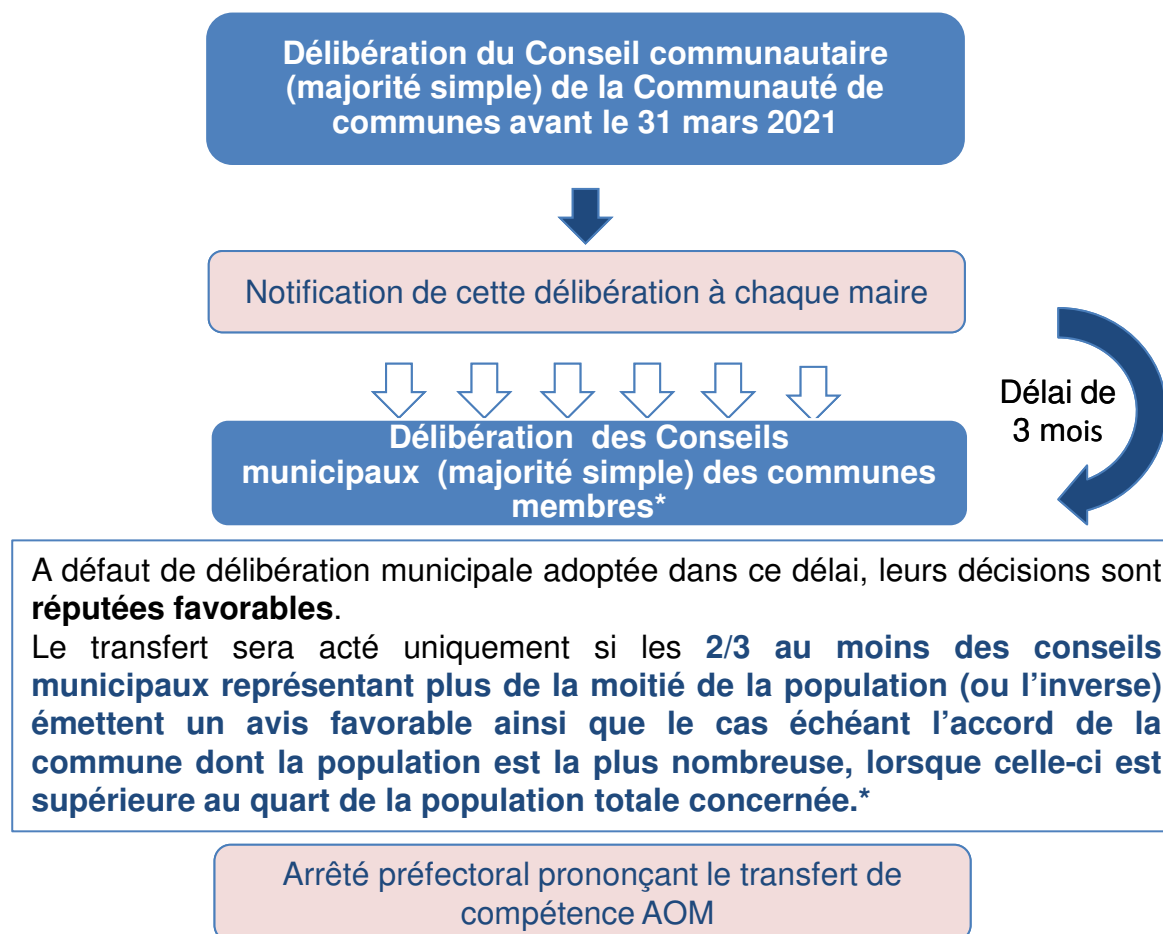 Délibération du Conseil communautaire
(majorité simple) de la Communauté de
communes avant le 31 mars 2021
Notification de cette délibération à chaque maire
Délai de
3 mois
Délibération des Conseils
municipaux (majorité simple) des communes
membres*
A défaut de délibération municipale adoptée dans ce délai, leurs décisions sont
réputées favorables.
Le transfert sera acté uniquement si les 2/3 au moins des conseils
municipaux représentant plus de la moitié de la population (ou l’inverse)
émettent un avis favorable ainsi que le cas échéant l’accord de la
commune dont la population est la plus nombreuse, lorsque celle-ci est
supérieure au quart de la population totale concernée.*
Arrêté préfectoral prononçant le transfert de
compétence AOM